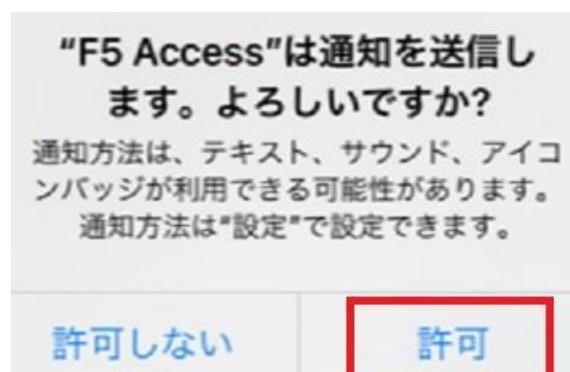 “F5 Access”は通知を送信し
ます。よろしいですか?
通知方法は、テキスト、サウンド、アイコ
ンバッジが利用できる可能性があります。
通知方法は“設定”で設定できます。
許可しない
許可